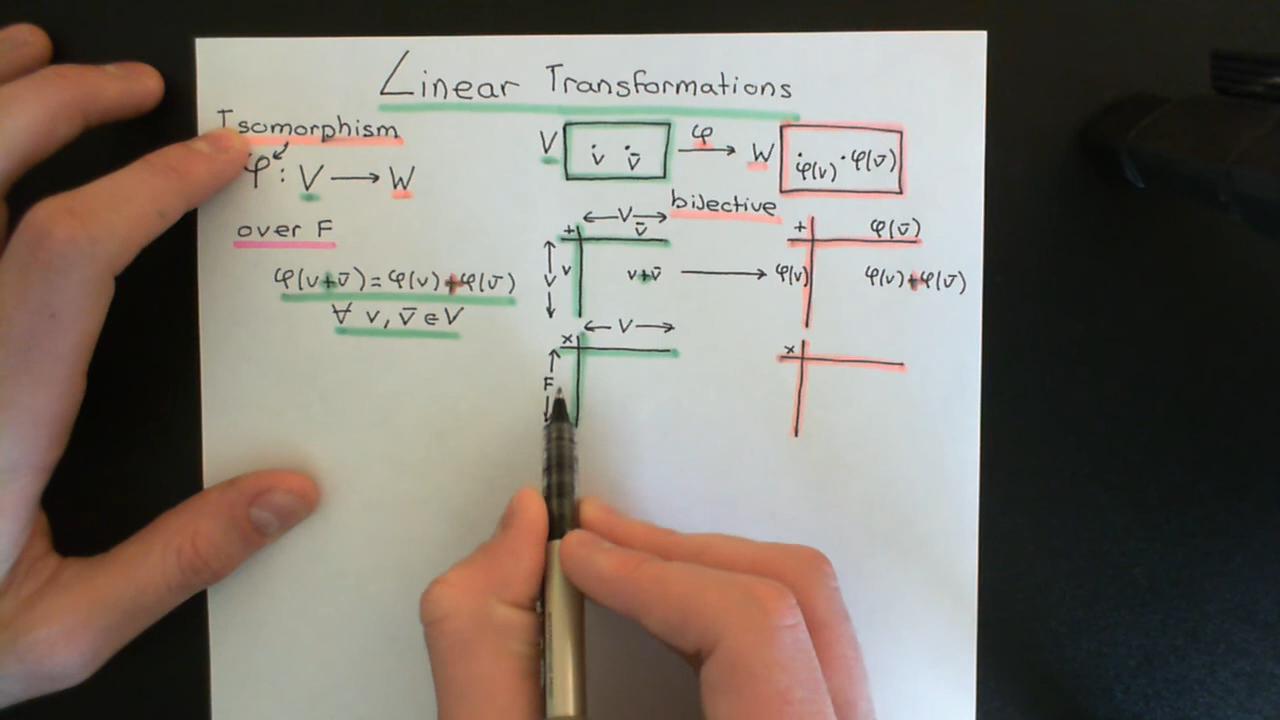 Linear Transformations
Isomorphism
φ: V → W
over F
φ(v+v̄)=φ(v)+φ(v̄)
∀ v, v̄ ∈ V
V v v̄ φ → W φ(v) φ(v̄)
bijective
← V →
+ v̄
↑ V ↓ v v+v̄ →
+ φ(v̄)
φ(v) φ(v)+φ(v̄)
← V →
x
↑ F ↓
x